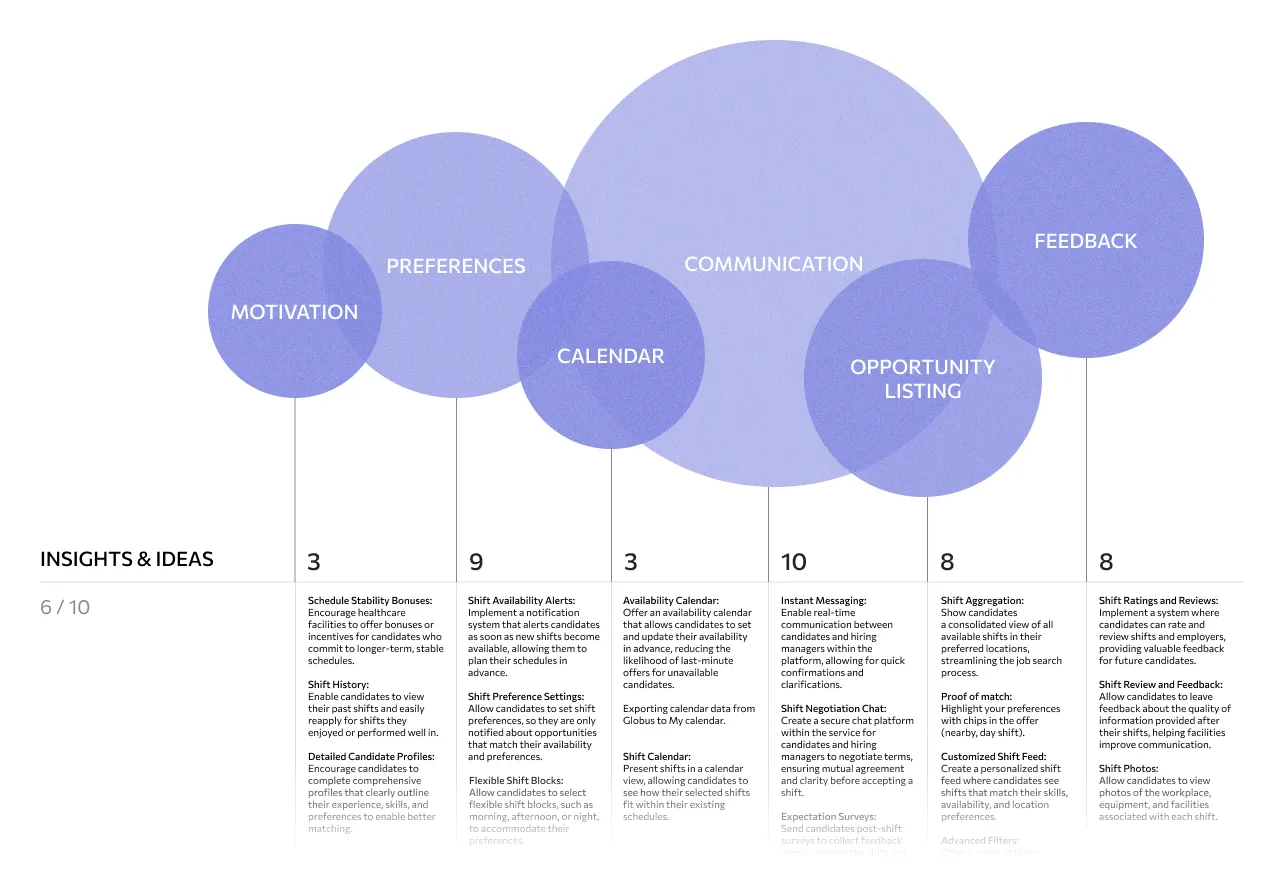 FEEDBACK
PREFERENCES
COMMUNICATION
MOTIVATION
CALENDAR
OPPORTUNITY
LISTING
INSIGHTS & IDEAS
6 / 10
3
Schedule Stability Bonuses:
Encourage healthcare
facilities to offer bonuses or
incentives for candidates who
commit to longer-term, stable
schedules.
Shift History:
Enable candidates to view
their past shifts and easily
reapply for shifts they
enjoyed or performed well in.
Detailed Candidate Profiles:
Encourage candidates to
complete comprehensive
profiles that clearly outline
their experience, skills, and
preferences to enable better
matching.
9
Shift Availability Alerts:
Implement a notification
system that alerts candidates
as soon as new shifts become
available, allowing them to
plan their schedules in
advance.
Shift Preference Settings:
Allow candidates to set shift
preferences, so they are only
notified about opportunities
that match their availability
and preferences.
Flexible Shift Blocks:
Allow candidates to select
flexible shift blocks, such as
morning, afternoon, or night,
to accommodate their
preferences.
3
Availability Calendar:
Offer an availability calendar
that allows candidates to set
and update their availability
in advance, reducing the
likelihood of last-minute
offers for unavailable
candidates.
Exporting calendar data from
Globus to My calendar.
Shift Calendar:
Present shifts in a calendar
view, allowing candidates to
see how their selected shifts
fit within their existing
schedules.
10
Instant Messaging:
Enable real-time
communication between
candidates and hiring
managers within the
platform, allowing for quick
confirmations and
clarifications.
Shift Negotiation Chat:
Create a secure chat platform
within the service for
candidates and hiring
managers to negotiate terms,
ensuring mutual agreement
and clarity before accepting a
shift.
Expectation Surveys:
Send candidates post-shift
surveys to collect feedback
8
Shift Aggregation:
Show candidates
a consolidated view of all
available shifts in their
preferred locations,
streamlining the job search
process.
Proof of match:
Highlight your preferences
with chips in the offer
(nearby, day shift).
Customized Shift Feed:
Create a personalized shift
feed where candidates see
shifts that match their skills,
availability, and location
preferences.
Advanced Filters:
8
Shift Ratings and Reviews:
Implement a system where
candidates can rate and
review shifts and employers,
providing valuable feedback
for future candidates.
Shift Review and Feedback:
Allow candidates to leave
feedback about the quality of
information provided after
their shifts, helping facilities
improve communication.
Shift Photos:
Allow candidates to view
photos of the workplace,
equipment, and facilities
associated with each shift.